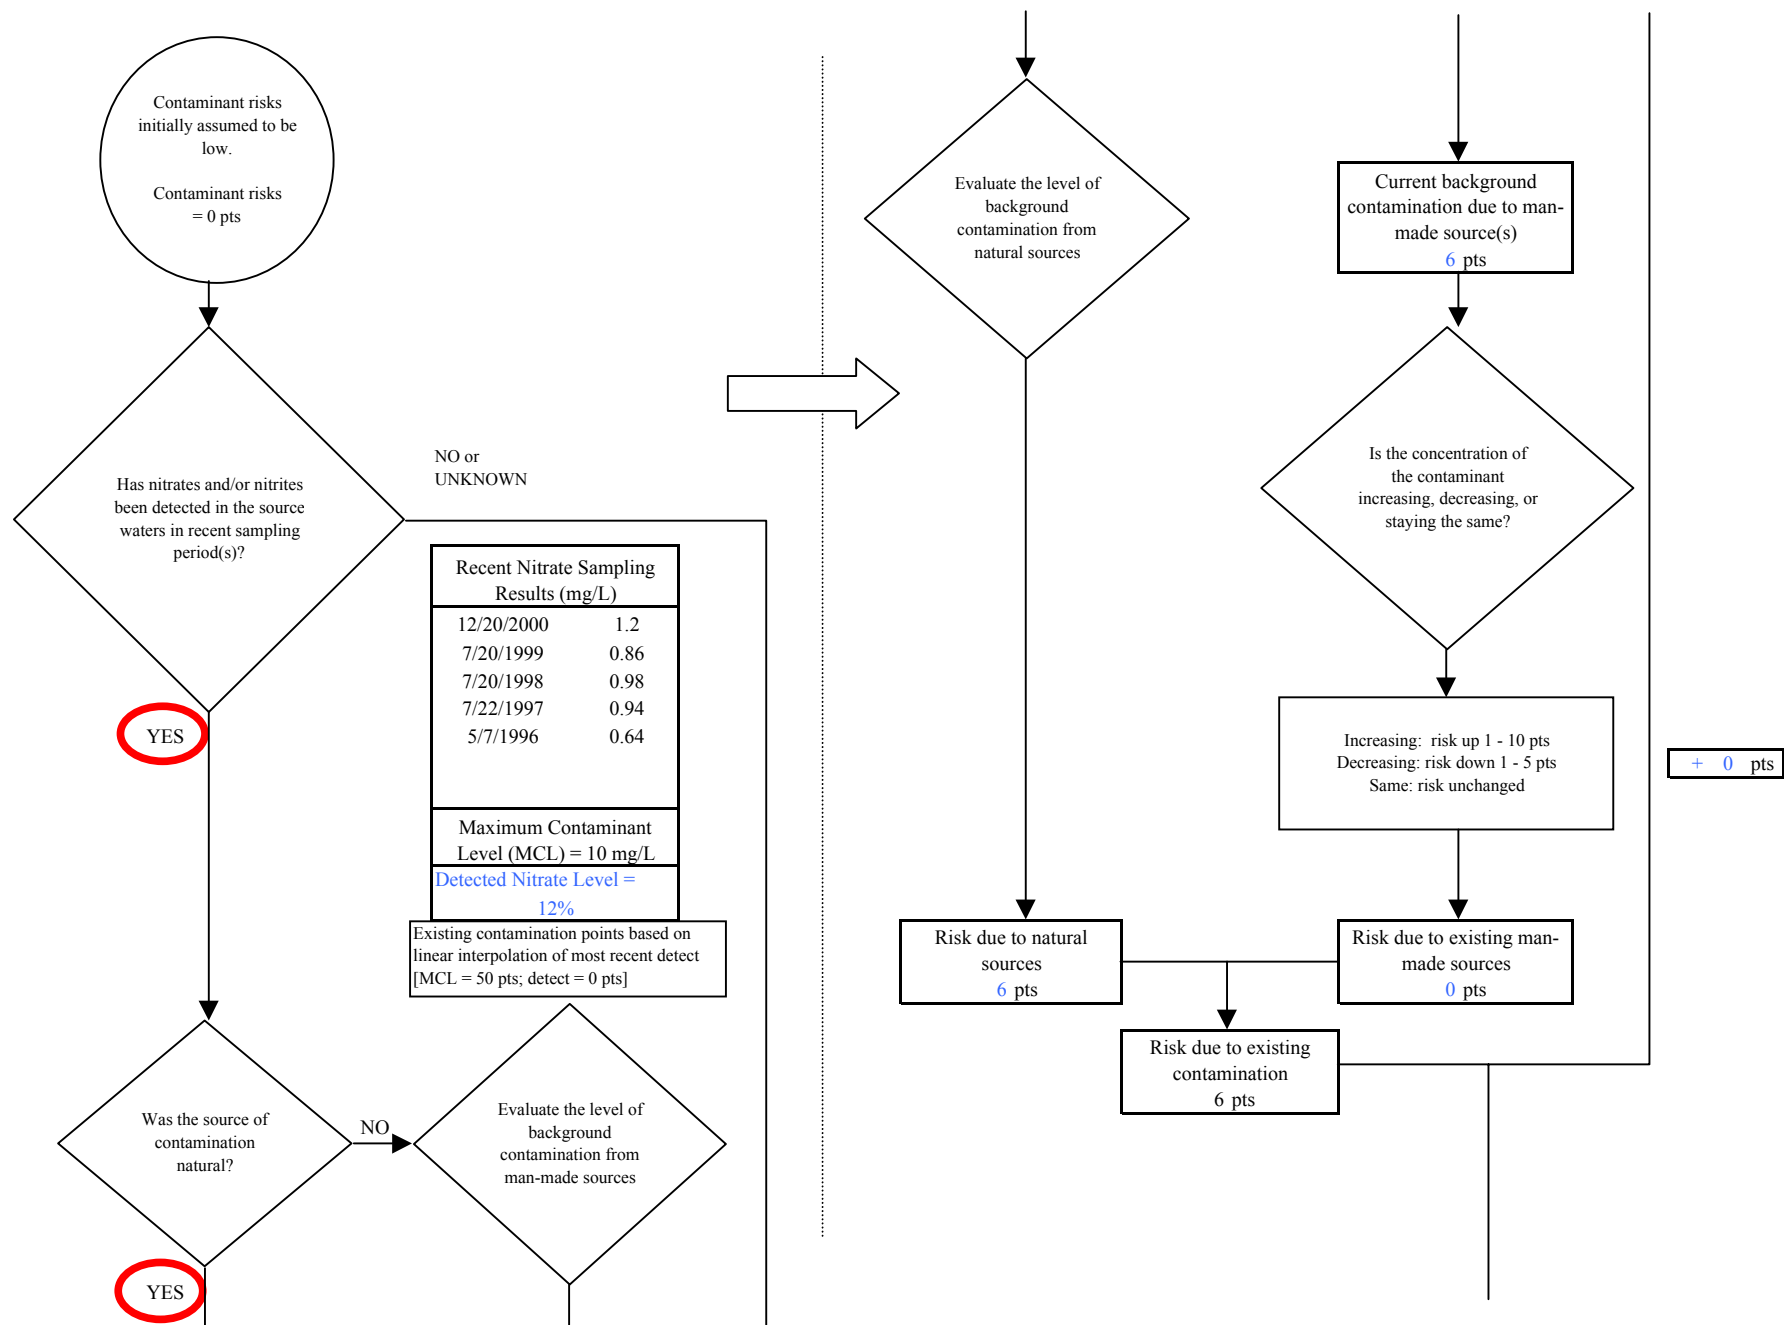 Contaminant risks
initially assumed to be
low.
Contaminant risks
= 0 pts
Has nitrates and/or nitrites
been detected in the source
waters in recent sampling
period(s)?
NO or
UNKNOWN
YES
Recent Nitrate Sampling
Results (mg/L)
12/20/2000 1.2
7/20/1999 0.86
7/20/1998 0.98
7/22/1997 0.94
5/7/1996 0.64
Maximum Contaminant
Level (MCL) = 10 mg/L
Detected Nitrate Level =
12%
Existing contamination points based on
linear interpolation of most recent detect
[MCL = 50 pts; detect = 0 pts]
Was the source of
contamination
natural?
NO
Evaluate the level of
background
contamination from
man-made sources
YES
Evaluate the level of
background
contamination from
natural sources
Current background
contamination due to man-
made source(s)
6 pts
Is the concentration of
the contaminant
increasing, decreasing, or
staying the same?
Increasing: risk up 1 - 10 pts
Decreasing: risk down 1 - 5 pts
Same: risk unchanged
+ 0 pts
Risk due to natural
sources
6 pts
Risk due to existing man-
made sources
0 pts
Risk due to existing
contamination
6 pts